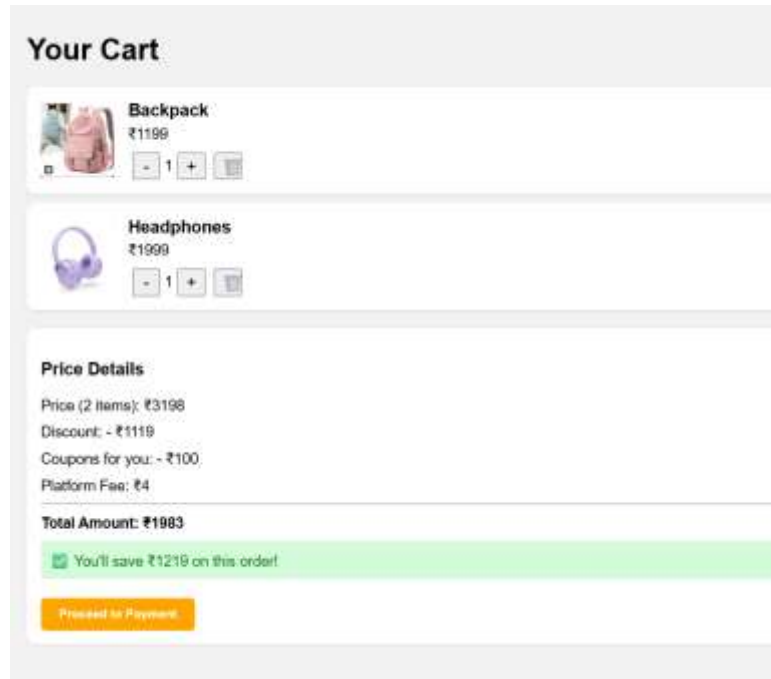 Your Cart
Backpack
₹1199
- 1 +
Headphones
₹1999
- 1 +
Price Details
Price (2 items): ₹3198
Discount: - ₹1119
Coupons for you: - ₹100
Platform Fee: ₹4
Total Amount: ₹1983
You'll save ₹1219 on this order!
Proceed to Payment